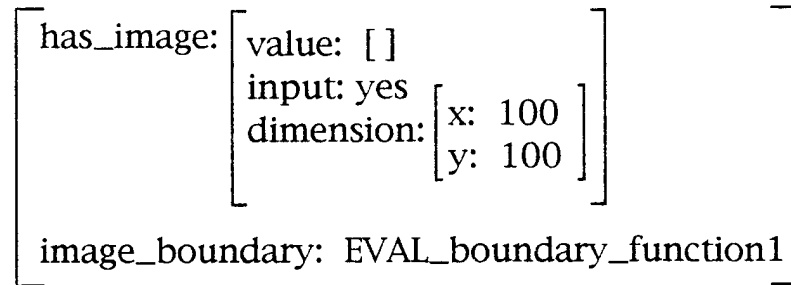 has_image: value: [ ]
input: yes
dimension: x: 100
y: 100
image_boundary: EVAL_boundary_function1